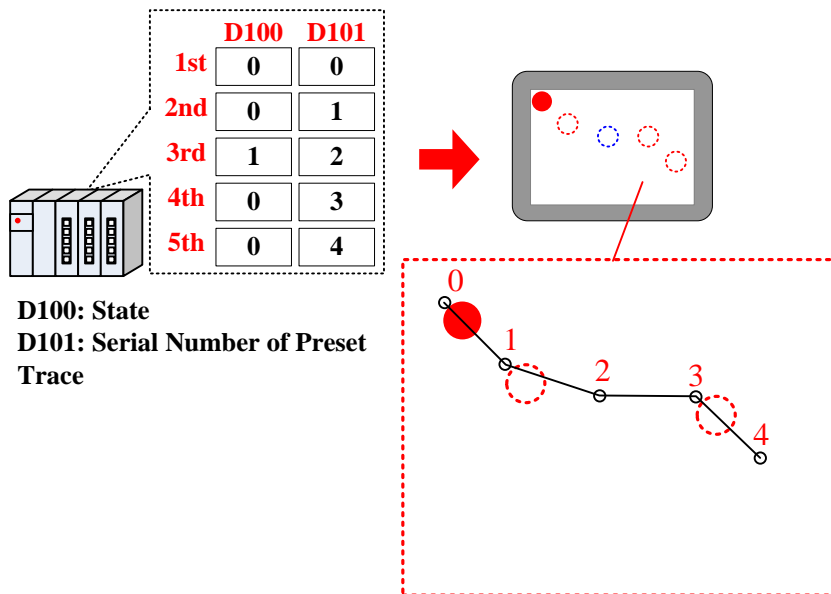 D100 D101
1st 0 0
2nd 0 1
3rd 1 2
4th 0 3
5th 0 4
D100: State
D101: Serial Number of Preset
Trace
0
1
2
3
4